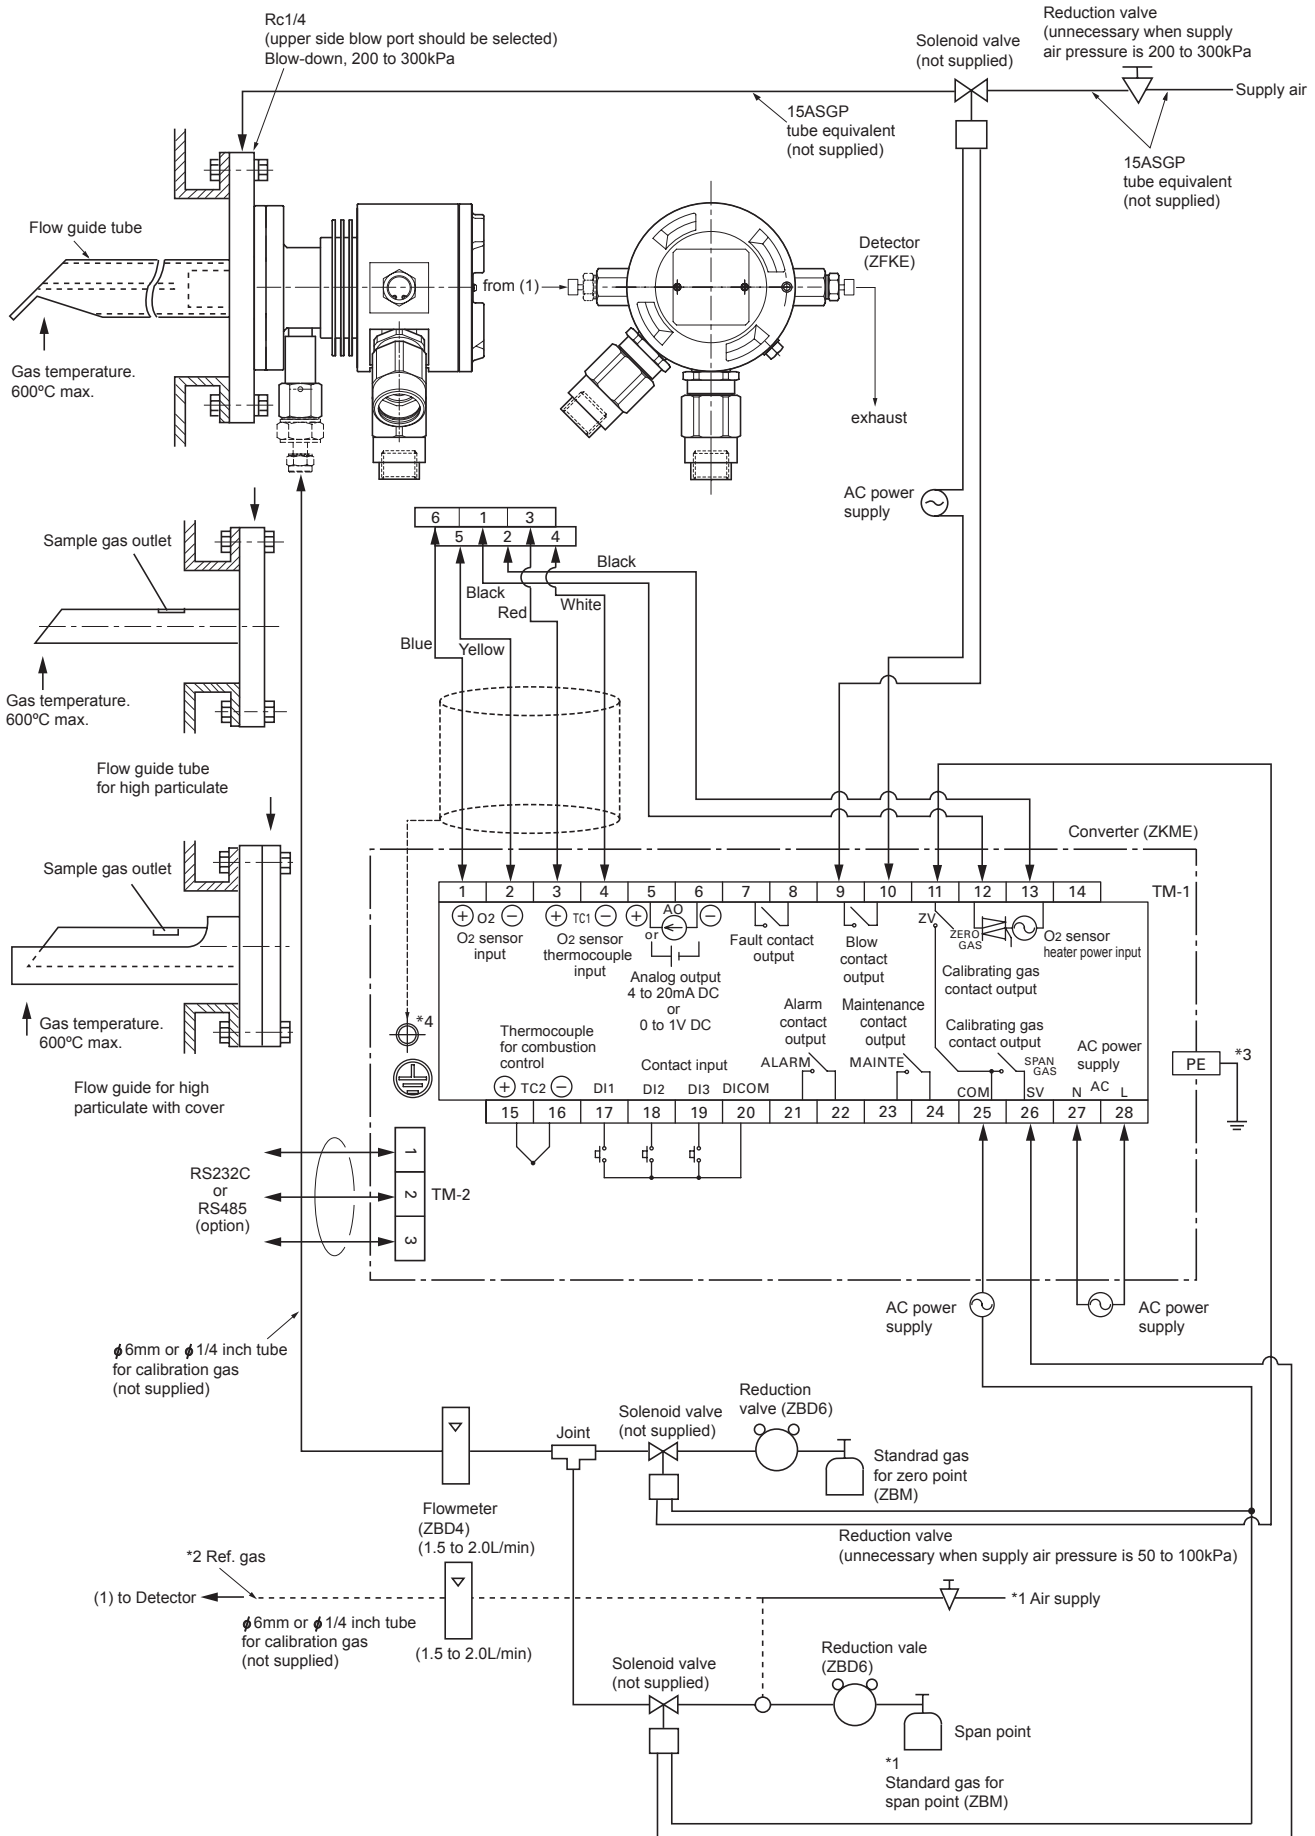 Rc1/4
(upper side blow port should be selected)
Blow-down, 200 to 300kPa
Solenoid valve
(not supplied)
Reduction valve
(unnecessary when supply
air pressure is 200 to 300kPa
Supply air
15ASGP
tube equivalent
(not supplied)
15ASGP
tube equivalent
(not supplied)
Flow guide tube
Gas temperature.
600ºC max.
from (1)
Detector
(ZFKE)
exhaust
AC power
supply
6 1 3
5 2 4
Black
Black
White
Red
Blue
Yellow
Sample gas outlet
Gas temperature.
600ºC max.
Flow guide tube
for high particulate
Sample gas outlet
Gas temperature.
600ºC max.
Flow guide for high
particulate with cover
Converter (ZKME)
1 2 3 4 5 6 7 8 9 10 11 12 13 14
TM-1
+ O2 −
O2 sensor
input
+ TC1 −
O2 sensor
thermocouple
input
+ AO −
or
Analog output
4 to 20mA DC
or
0 to 1V DC
Fault contact
output
Blow
contact
output
ZV
ZERO
GAS
Calibrating gas
contact output
O2 sensor
heater power input
*4
Thermocouple
for combustion
control
+ TC2 −
Contact input
DI1 DI2 DI3 DICOM
Alarm
contact
output
ALARM
Maintenance
contact
output
MAINTE
Calibrating gas
contact output
SPAN
GAS
COM SV
AC power
supply
N AC L
PE
*3
15 16 17 18 19 20 21 22 23 24 25 26 27 28
RS232C
or
RS485
(option)
1
2
3
TM-2
AC power
supply
AC power
supply
ϕ6mm or ϕ1/4 inch tube
for calibration gas
(not supplied)
Joint
Solenoid valve
(not supplied)
Reduction
valve (ZBD6)
Standrad gas
for zero point
(ZBM)
Flowmeter
(ZBD4)
(1.5 to 2.0L/min)
Reduction valve
(unnecessary when supply air pressure is 50 to 100kPa)
*2 Ref. gas
(1) to Detector
*1 Air supply
ϕ6mm or ϕ1/4 inch tube
for calibration gas
(not supplied)
(1.5 to 2.0L/min)
Solenoid valve
(not supplied)
Reduction vale
(ZBD6)
Span point
*1
Standard gas for
span point (ZBM)